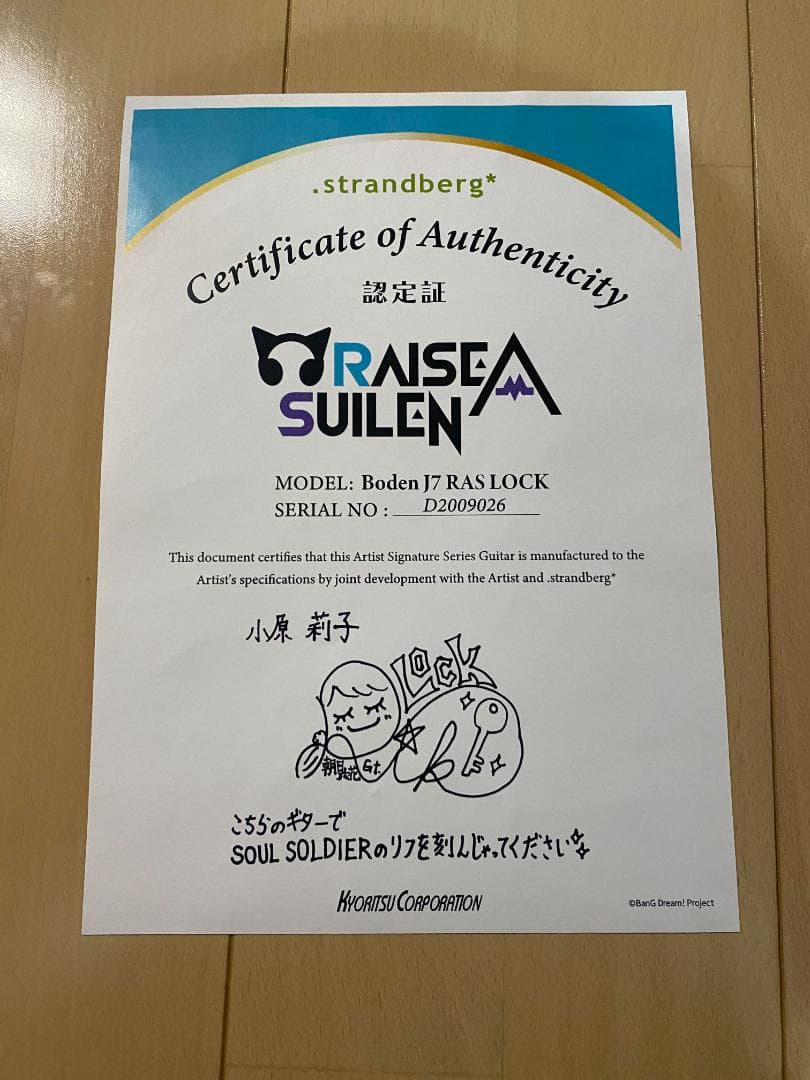 .strandberg*
Certificate of Authenticity
認定証
RAISE A
SUILEN
MODEL: Boden J7 RAS LOCK
SERIAL NO : D2009026
This document certifies that this Artist Signature Series Guitar is manufactured to the
Artist's specifications by joint development with the Artist and .strandberg*
小原 莉子
LOCK
朝日六花 Gt.
こちらのギターで
SOUL SOLDIERのリフを刻んじゃってください
KYORITSU CORPORATION
©BanG Dream! Project